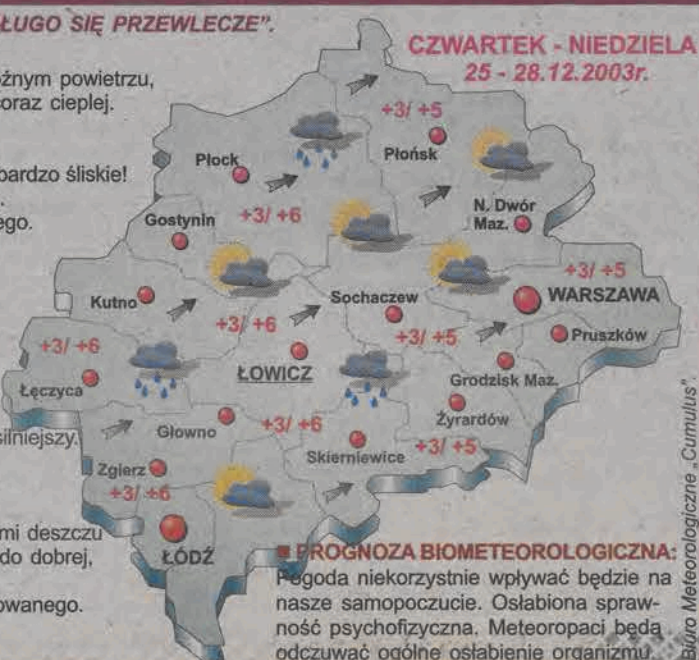 ŁUGO SIĘ PRZEWLECZE".
CZWARTEK - NIEDZIELA
25 - 28.12.2003r.
powietrzu,
coraz cieplej.
bardzo śliskie!
silniejszy.
mi deszczu
do dobrej,
+3/ +5
Płońsk
Płock
+3/ +6
N. Dwór
Maz.
Gostynin
+3/ +5
WARSZAWA
Kutno
+3/ +6
Sochaczew
+3/ +5
Pruszków
+3/ +6
Łęczyca
ŁOWICZ
Grodzisk Maz.
Żyrardów
+3/ +5
Głowno
+3/ +6
Skierniewice
Zgierz
+3/ +6
ŁÓDŹ
PROGNOZA BIOMETEOROLOGICZNA:
Pogoda niekorzystnie wpływać będzie na
nasze samopoczucie. Osłabiona spraw-
ność psychofizyczna. Meteoropaci będą
odczuwać ogólne osłabienie organizmu.
Biuro Meteorologiczne „Cumulus".